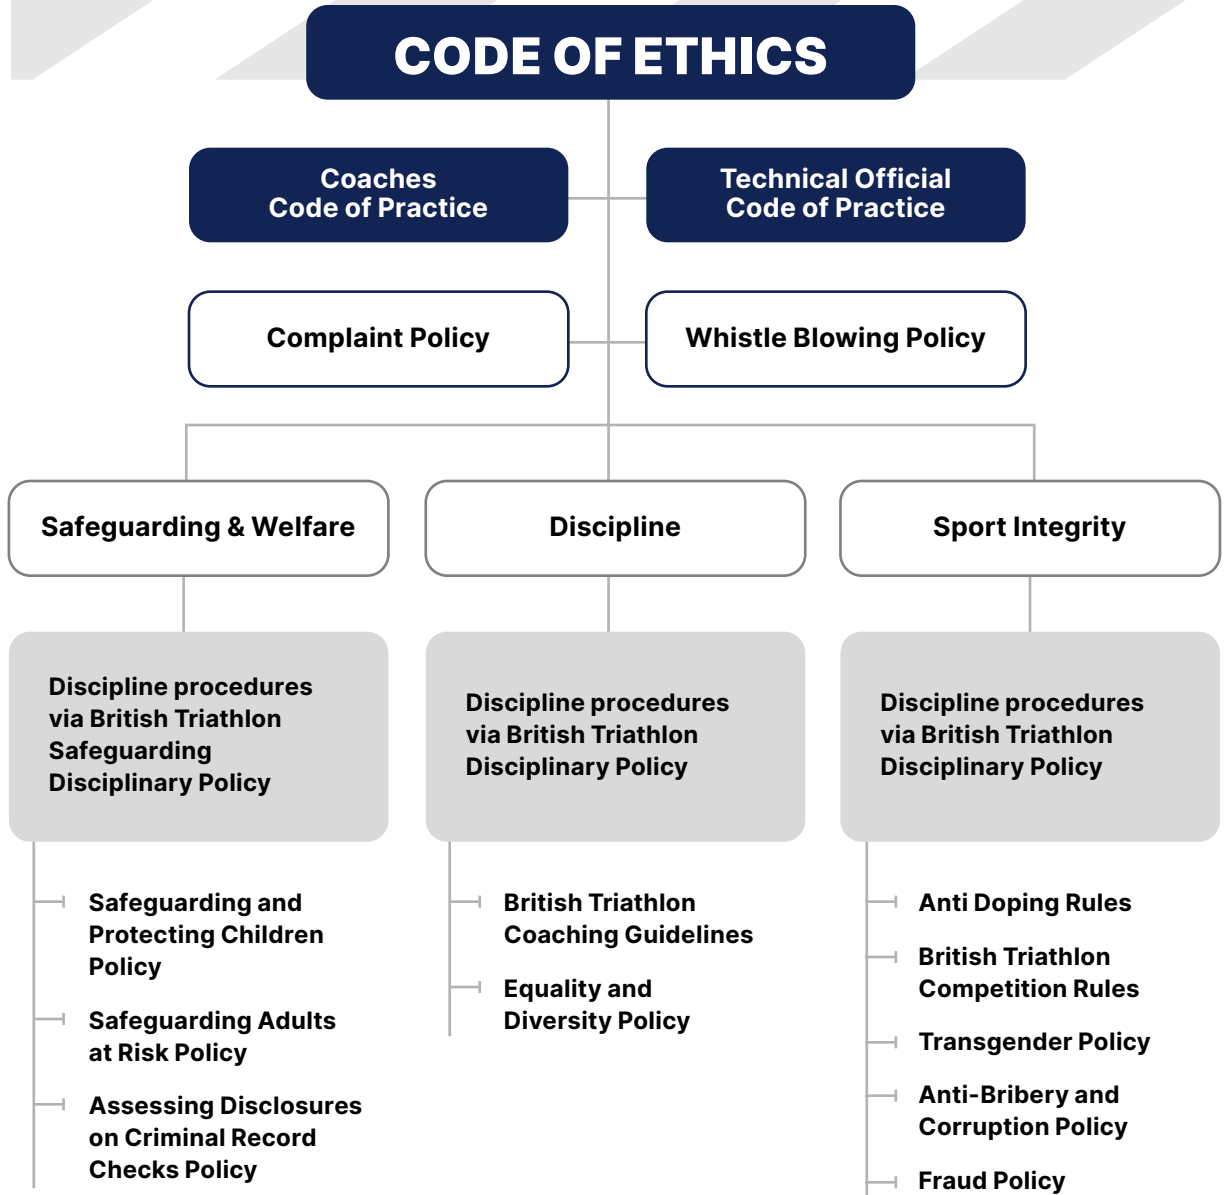 CODE OF ETHICS
Coaches
Code of Practice
Technical Official
Code of Practice
Complaint Policy
Whistle Blowing Policy
Safeguarding & Welfare
Discipline
Sport Integrity
Discipline procedures
via British Triathlon
Safeguarding
Disciplinary Policy
Discipline procedures
via British Triathlon
Disciplinary Policy
Discipline procedures
via British Triathlon
Disciplinary Policy
Safeguarding and
Protecting Children
Policy
Safeguarding Adults
at Risk Policy
Assessing Disclosures
on Criminal Record
Checks Policy
British Triathlon
Coaching Guidelines
Equality and
Diversity Policy
Anti Doping Rules
British Triathlon
Competition Rules
Transgender Policy
Anti-Bribery and
Corruption Policy
Fraud Policy